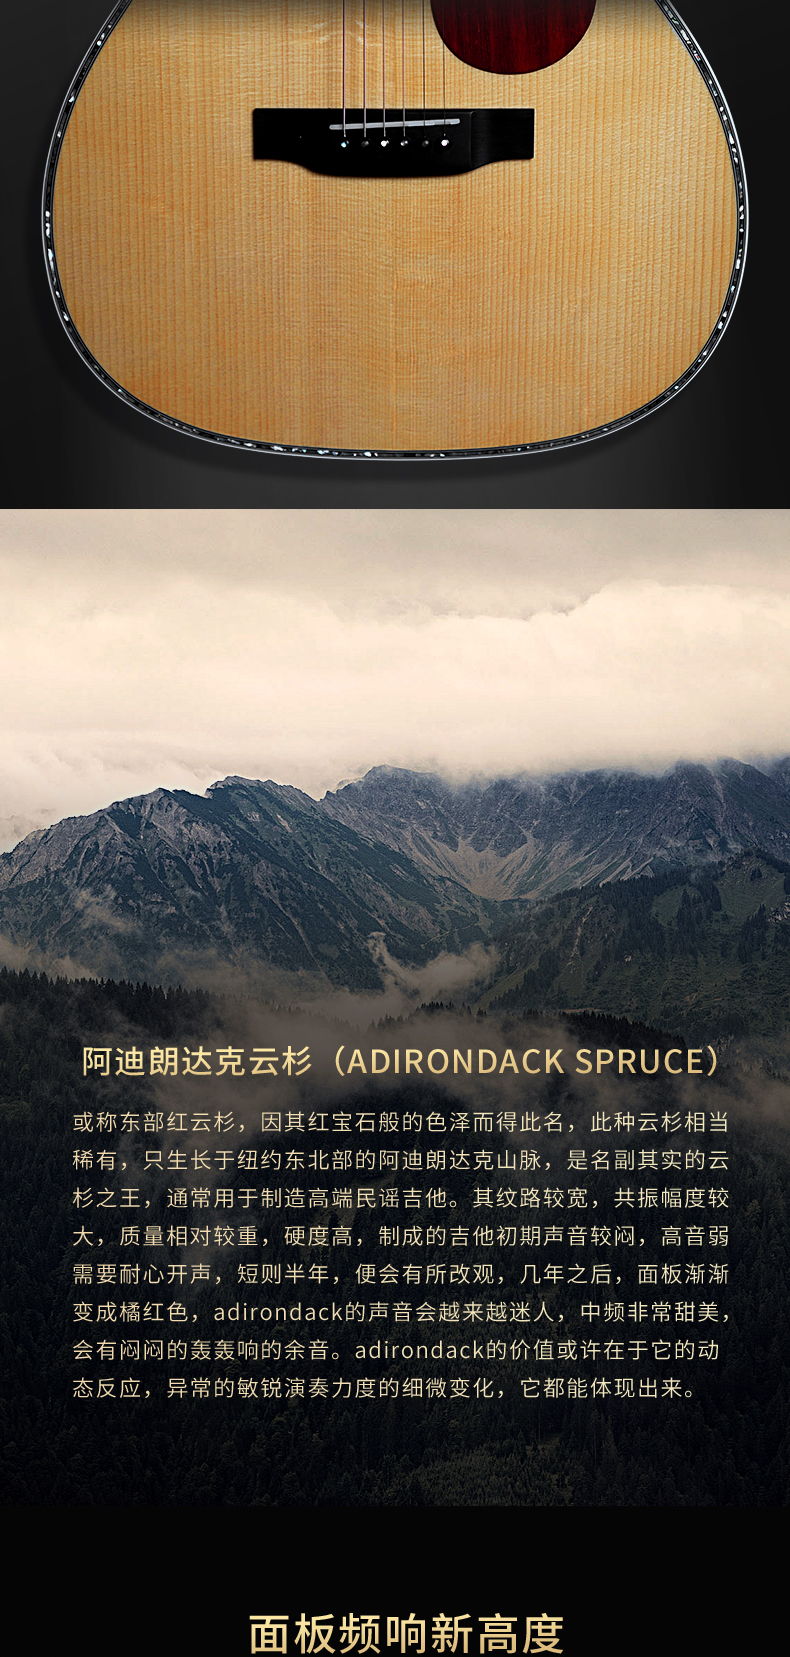 阿迪朗达克云杉（ADIRONDACK SPRUCE）
或称东部红云杉，因其红宝石般的色泽而得此名，此种云杉相当
稀有，只生长于纽约东北部的阿迪朗达克山脉，是名副其实的云
杉之王，通常用于制造高端民谣吉他。其纹路较宽，共振幅度较
大，质量相对较重，硬度高，制成的吉他初期声音较闷，高音弱
需要耐心开声，短则半年，便会有所改观，几年之后，面板渐渐
变成橘红色，adirondack的声音会越来越迷人，中频非常甜美，
会有闷闷的轰轰响的余音。adirondack的价值或许在于它的动
态反应，异常的敏锐演奏力度的细微变化，它都能体现出来。
面板频响新高度